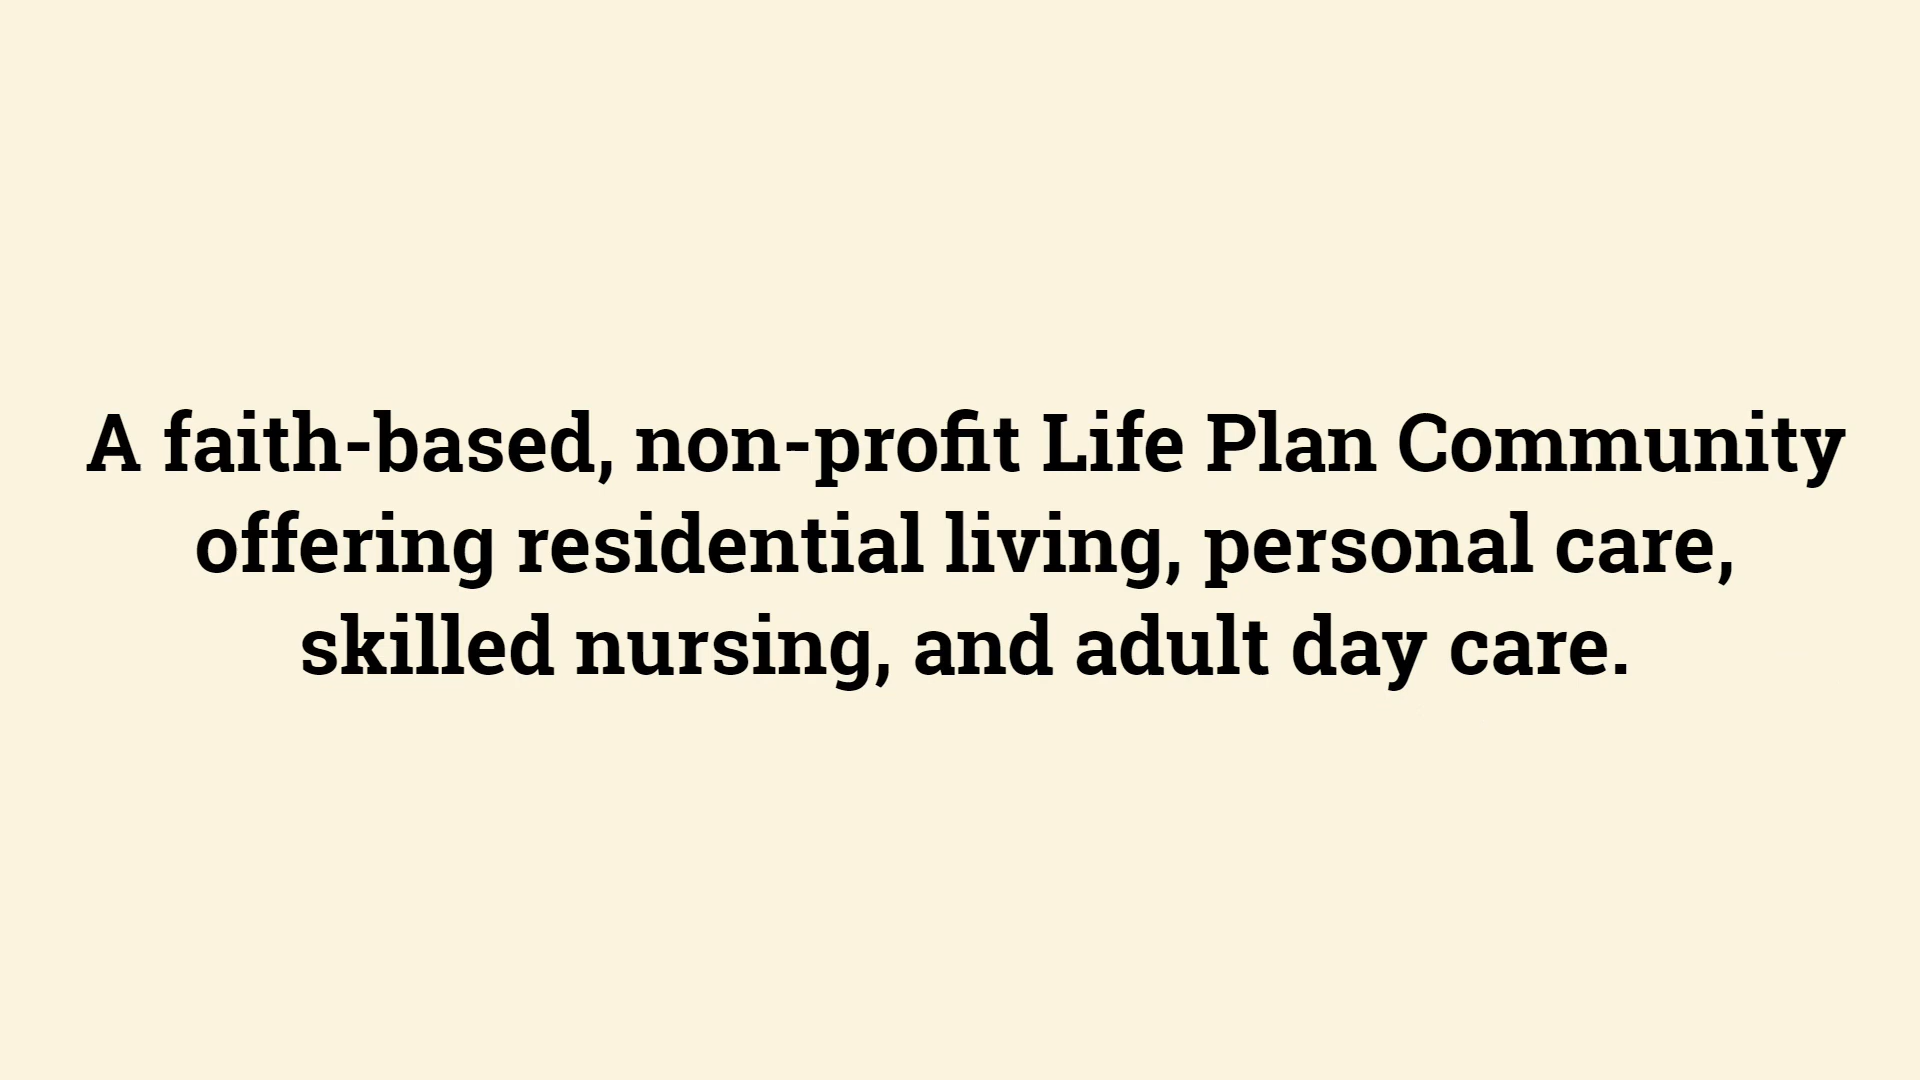 A faith-based, non-profit Life Plan Community
offering residential living, personal care,
skilled nursing, and adult day care.